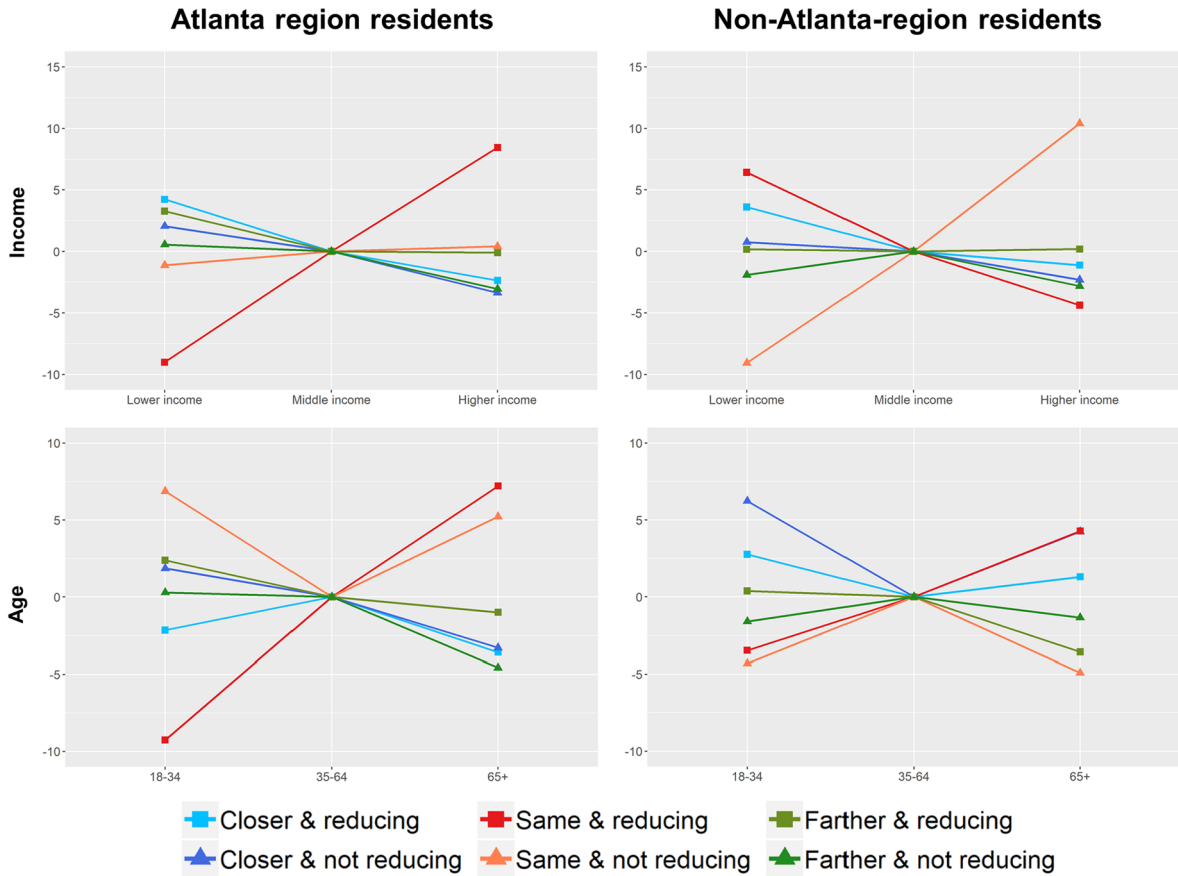 Atlanta region residents
Non-Atlanta-region residents
Income
15
10
5
0
-5
-10
Lower income
Middle income
Higher income
15
10
5
0
-5
-10
Lower income
Middle income
Higher income
Age
10
5
0
-5
-10
18-34
35-64
65+
10
5
0
-5
-10
18-34
35-64
65+
Closer & reducing
Same & reducing
Farther & reducing
Closer & not reducing
Same & not reducing
Farther & not reducing